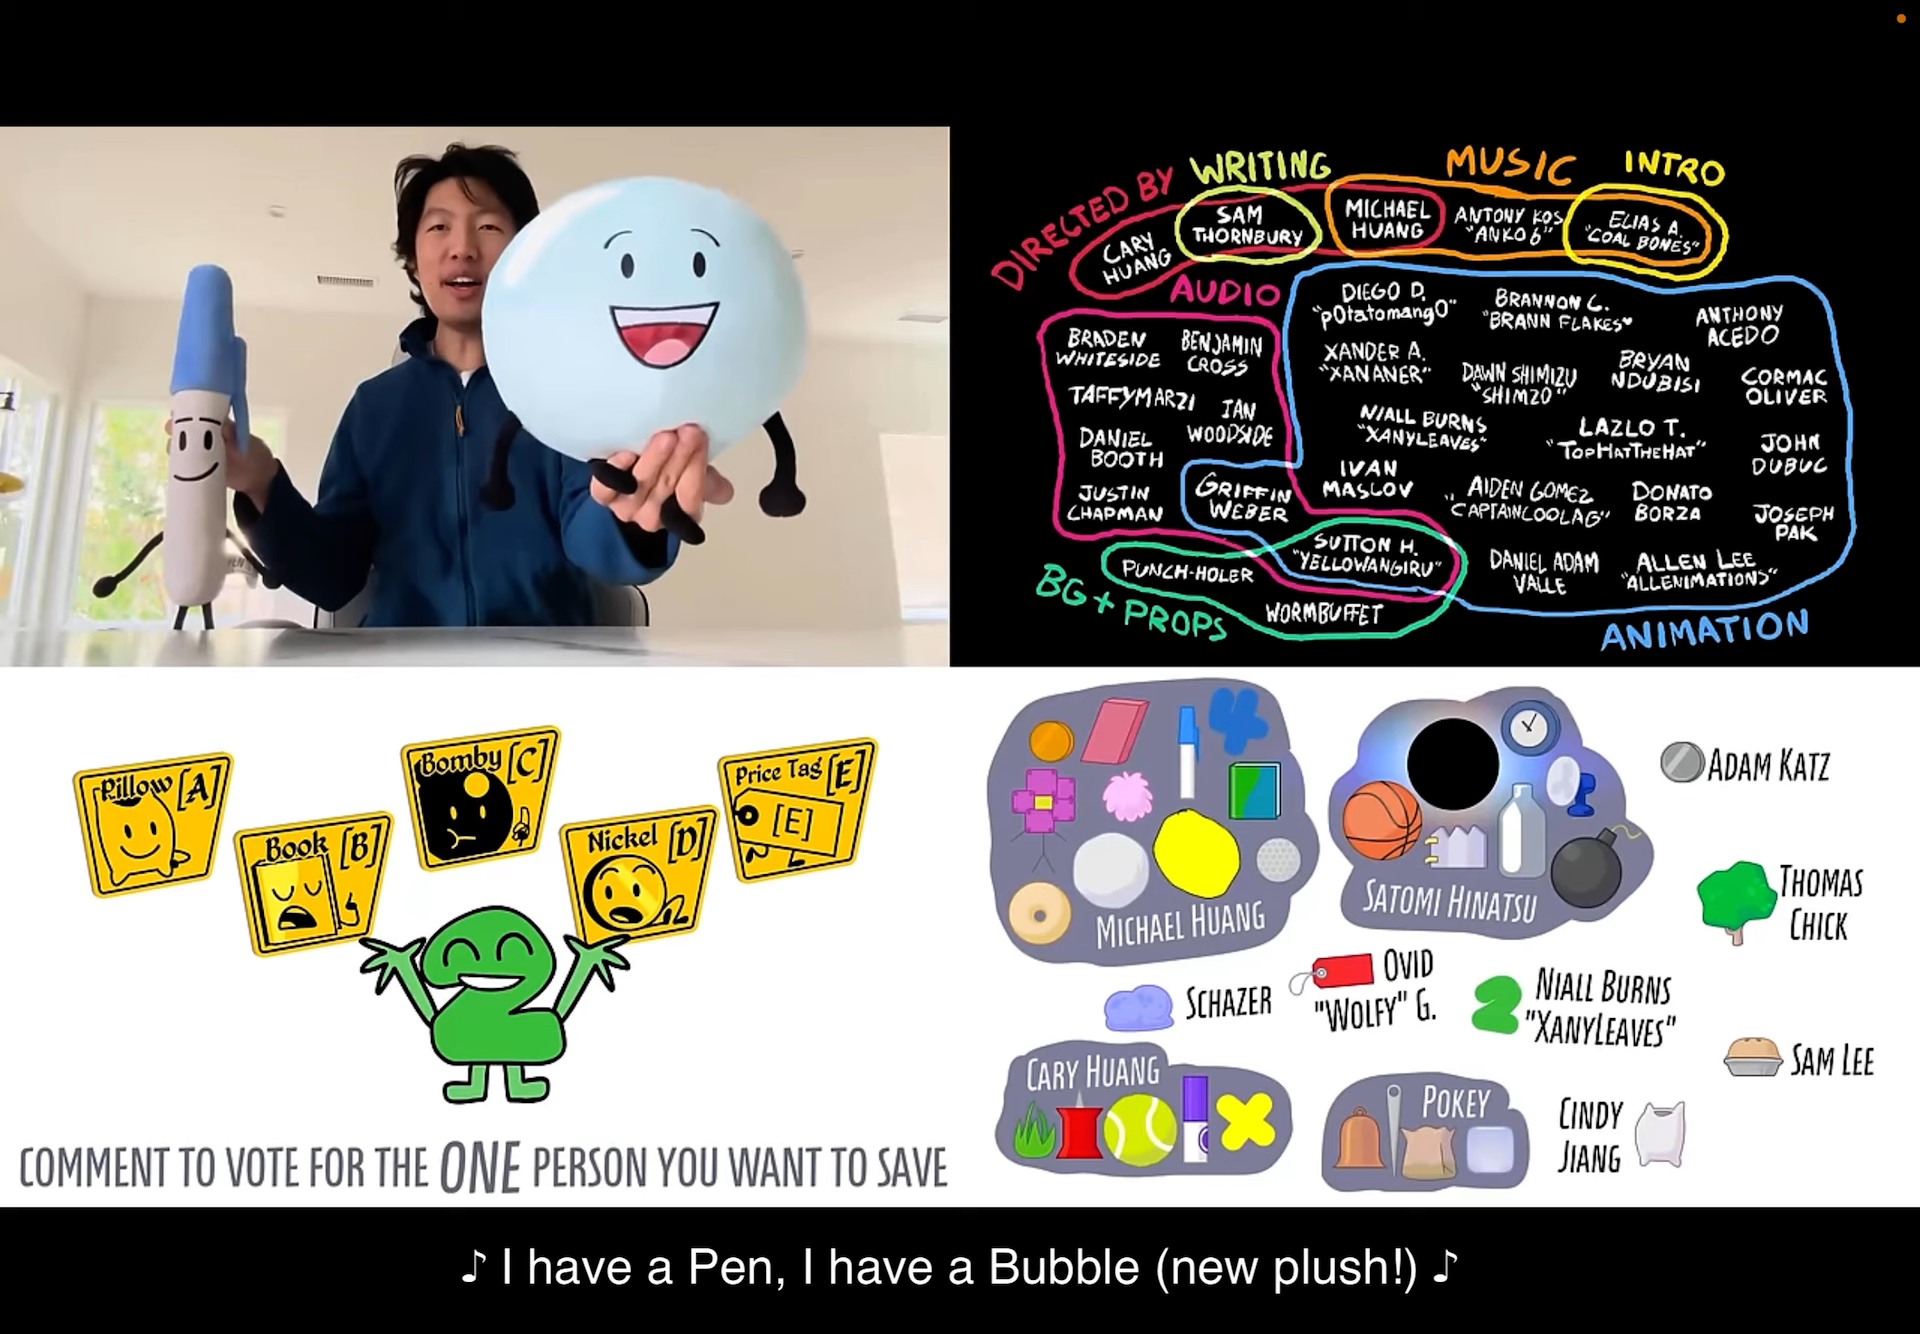 DIRECTED BY
WRITING
MUSIC
INTRO
CARY
HUANG
SAM
THORNBURY
MICHAEL
HUANG
ANTONY KOS
"ANKO6"
ELIAS A.
"COAL BONES"
AUDIO
BRADEN
WHITESIDE
BENJAMIN
CROSS
TAFFYMARZI
IAN
WOODSIDE
DANIEL
BOOTH
JUSTIN
CHAPMAN
GRIFFIN
WEBER
DIEGO D.
"pOtatomangO"
BRANNON C.
"BRANN FLAKES"
ANTHONY
ACEDO
XANDER A.
"XANANER"
DAWN SHIMIZU
"SHIMZO"
BRYAN
NDUBISI
CORMAC
OLIVER
NIALL BURNS
"XANYLEAVES"
LAZLO T.
"TOPHATTHEHAT"
JOHN
DUBUC
IVAN
MASLOV
AIDEN GOMEZ
"CAPTAINCOOLAG"
DONATO
BORZA
JOSEPH
PAK
SUTTON H.
"YELLOWANGIRU"
DANIEL ADAM
VALLE
ALLEN LEE
"ALLENIMATIONS"
BG + PROPS
PUNCH-HOLER
WORMBUFFET
ANIMATION
Pillow [A]
Book [B]
Bomby [C]
Nickel [D]
Price Tag [E]
[E]
COMMENT TO VOTE FOR THE ONE PERSON YOU WANT TO SAVE
MICHAEL HUANG
SATOMI HINATSU
ADAM KATZ
THOMAS
CHICK
SCHAZER
OVID
"WOLFY" G.
NIALL BURNS
"XANYLEAVES"
SAM LEE
CARY HUANG
POKEY
CINDY
JIANG
♪ I have a Pen, I have a Bubble (new plush!) ♪